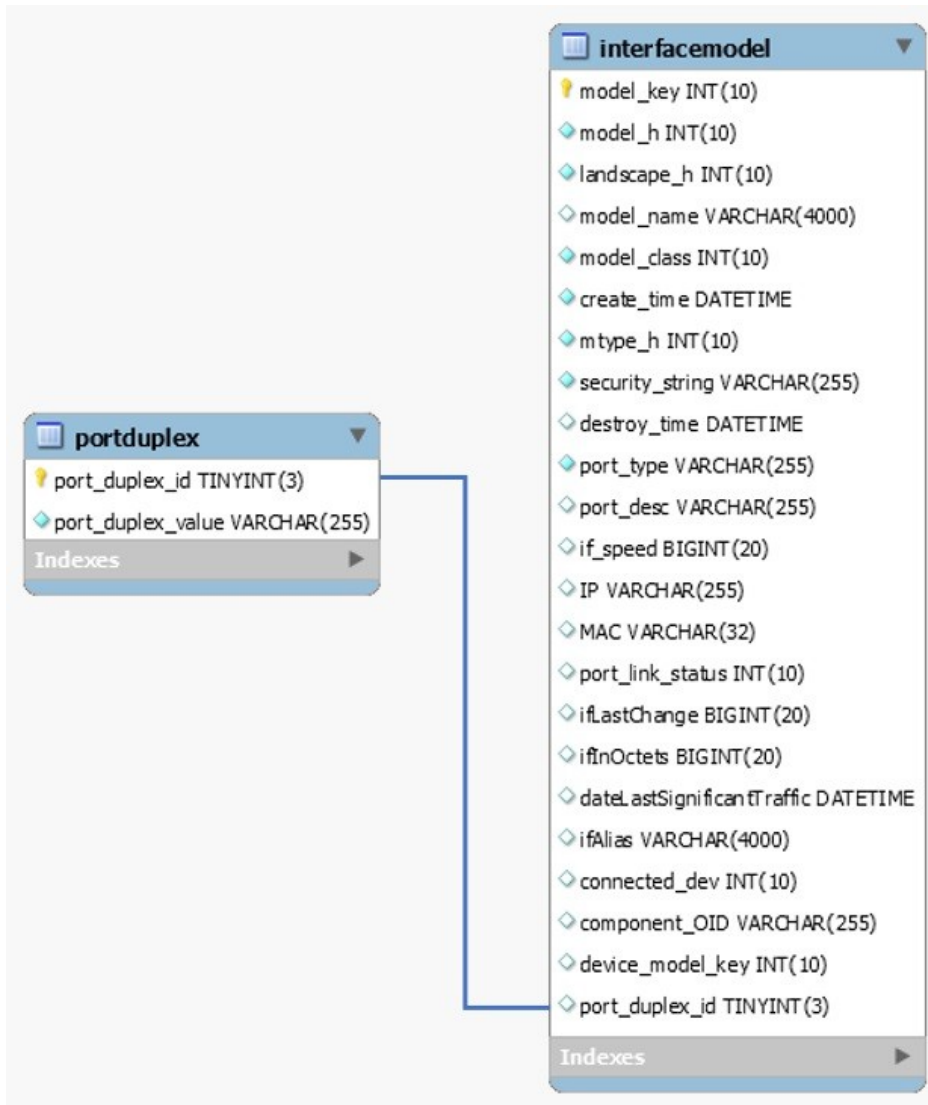 portduplex
port_duplex_id TINYINT(3)
port_duplex_value VARCHAR(255)
Indexes
interfacemodel
model_key INT(10)
model_h INT(10)
landscape_h INT(10)
model_name VARCHAR(4000)
model_class INT(10)
create_time DATETIME
mtype_h INT(10)
security_string VARCHAR(255)
destroy_time DATETIME
port_type VARCHAR(255)
port_desc VARCHAR(255)
if_speed BIGINT(20)
IP VARCHAR(255)
MAC VARCHAR(32)
port_link_status INT(10)
ifLastChange BIGINT(20)
ifInOctets BIGINT(20)
dateLastSignificantTraffic DATETIME
ifAlias VARCHAR(4000)
connected_dev INT(10)
component_OID VARCHAR(255)
device_model_key INT(10)
port_duplex_id TINYINT(3)
Indexes